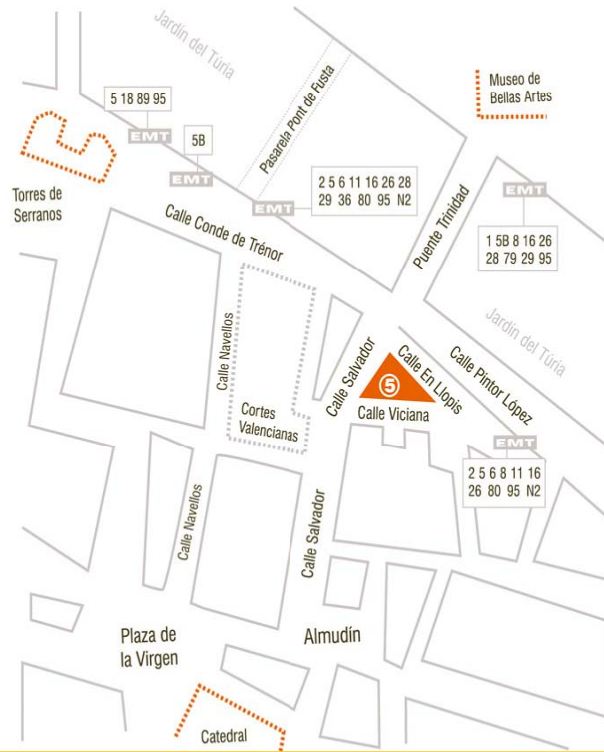 Jardín del Túria
5 18 89 95
EMT
5B
EMT
Pasarela Pont de Fusta
Museo de
Bellas Artes
2 5 6 11 16 26 28
29 36 80 95 N2
EMT
Torres de
Serranos
Calle Conde de Trénor
Puente Trinidad
EMT
1 5B 8 16 26
28 79 29 95
Jardín del Túria
Calle Navellos
Calle Salvador
5
Calle En Llopis
Calle Pintor López
Calle Viciana
Cortes
Valencianas
EMT
2 5 6 8 11 16
26 80 95 N2
Calle Navellos
Calle Salvador
Plaza de
la Virgen
Almudín
Catedral